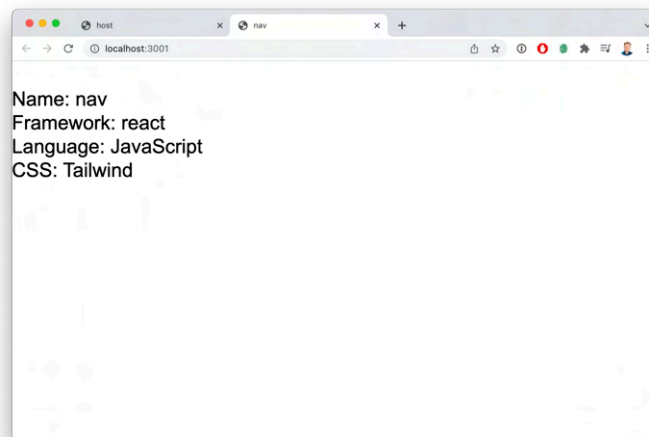 host
nav
localhost:3001
Name: nav
Framework: react
Language: JavaScript
CSS: Tailwind